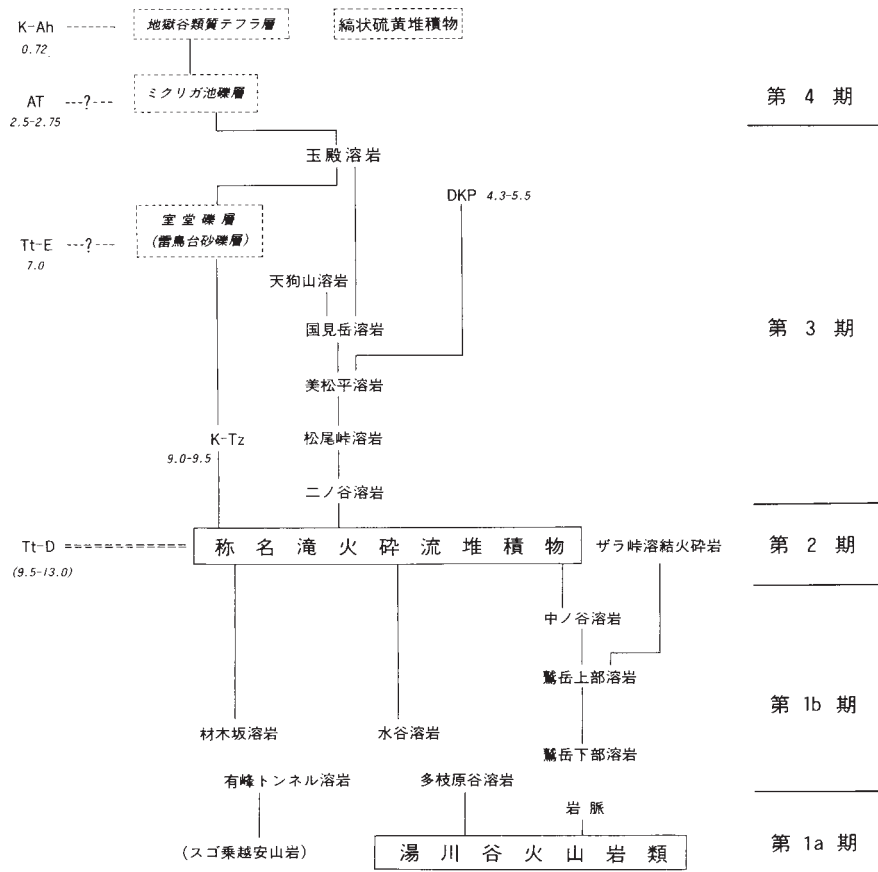 K-Ah
0.72
地獄谷類質テフラ層
縞状硫黄堆積物
AT ---?---
2.5-2.75
ミクリガ池礫層
第 4 期
玉殿溶岩
DKP 4.3-5.5
室堂礫層
(雷鳥台砂礫層)
Tt-E ---?---
7.0
天狗山溶岩
国見岳溶岩
第 3 期
美松平溶岩
K-Tz
9.0-9.5
松尾峠溶岩
二ノ谷溶岩
Tt-D
(9.5-13.0)
称名滝火砕流堆積物
ザラ峠溶結火砕岩
第 2 期
中ノ谷溶岩
鷲岳上部溶岩
第 1b 期
材木坂溶岩
水谷溶岩
鷲岳下部溶岩
有峰トンネル溶岩
多枝原谷溶岩
岩脈
(スゴ乗越安山岩)
湯川谷火山岩類
第 1a 期